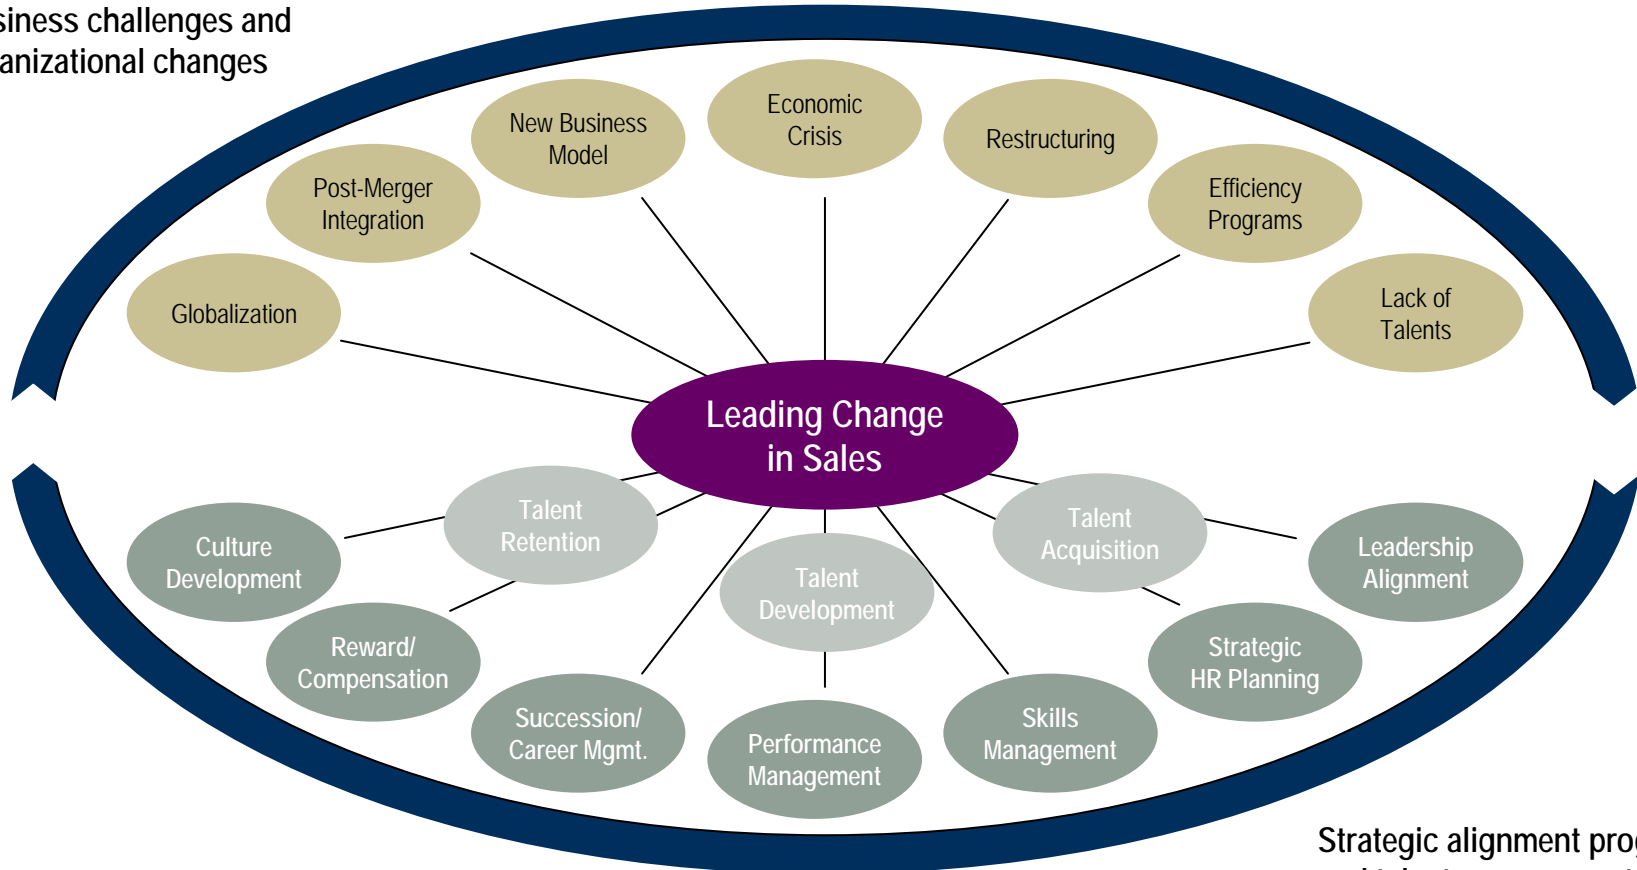 siness challenges and
anizational changes
Economic
Crisis
New Business
Model
Restructuring
Post-Merger
Integration
Efficiency
Programs
Globalization
Lack of
Talents
Leading Change
in Sales
Talent
Retention
Talent
Acquisition
Talent
Development
Culture
Development
Leadership
Alignment
Reward/
Compensation
Strategic
HR Planning
Succession/
Career Mgmt.
Performance
Management
Skills
Management
Strategic alignment prog